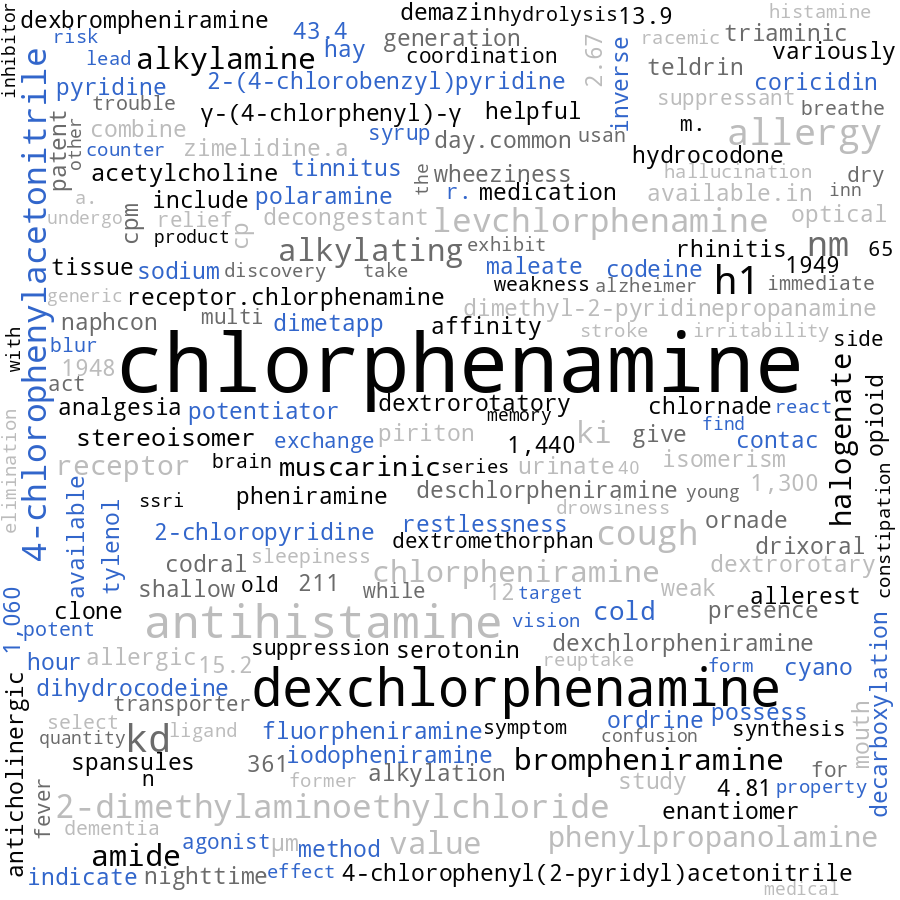 inhibitor
dexbrompheniramine
demazin
hydrolysis
13.9
histamine
risk
43.4
hay
generation
2.67
racemic
triaminic
lead
alkylamine
coordination
inverse
variously
pyridine
2-(4-chlorobenzyl)pyridine
teldrin
coricidin
trouble
γ-(4-chlorphenyl)-γ
helpful
suppressant
breathe
patent
other
combine
syrup
day.common
usan
m.
allergy
counter
zimelidine.a
hydrocodone
4-chlorophenylacetonitrile
acetylcholine
tinnitus
the
wheeziness
hallucination
dry
a.
include
polaramine
r.
medication
available.in
inn
undergo
cpm
relief
cp
decongestant
levchlorphenamine
optical
product
alkylating
exhibit
rhinitis
nm
65
tissue
sodium
discovery
take
maleate
codeine
h1
1949
generic
receptor.chlorphenamine
weakness
alzheimer
immediate
naphcon
multi
dimetapp
affinity
dimethyl-2-pyridinepropanamine
with
blur
stroke
irritability
side
1948
chlorphenamine
act
analgesia
potentiator
dextrorotatory
memory
chlornade
react
halogenate
opioid
elimination
stereoisomer
exchange
piriton
1,440
ki
give
find
contac
receptor
brain
muscarinic
series
urinate
40
isomerism
available
tylenol
ssri
pheniramine
deschlorpheniramine
young
1,300
constipation
2-chloropyridine
restlessness
drowsiness
cough
ornade
dextromethorphan
drixoral
codral
sleepiness
chlorpheniramine
dextrorotary
shallow
old
211
while
12
target
weak
allerest
1,060
clone
antihistamine
vision
cold
presence
potent
suppression
serotonin
dexchlorpheniramine
decarboxylation
hour
allergic
15.2
reuptake
form
cyano
dihydrocodeine
dexchlorphenamine
transporter
anticholinergic
select
ligand
fluorpheniramine
symptom
ordrine
possess
quantity
kd
confusion
synthesis
mouth
spansules
361
iodopheniramine
brompheniramine
for
n
former
alkylation
study
4.81
property
fever
2-dimethylaminoethylchloride
enantiomer
dementia
agonist
μm
method
value
phenylpropanolamine
amide
indicate
nighttime
effect
4-chlorophenyl(2-pyridyl)acetonitrile
medical